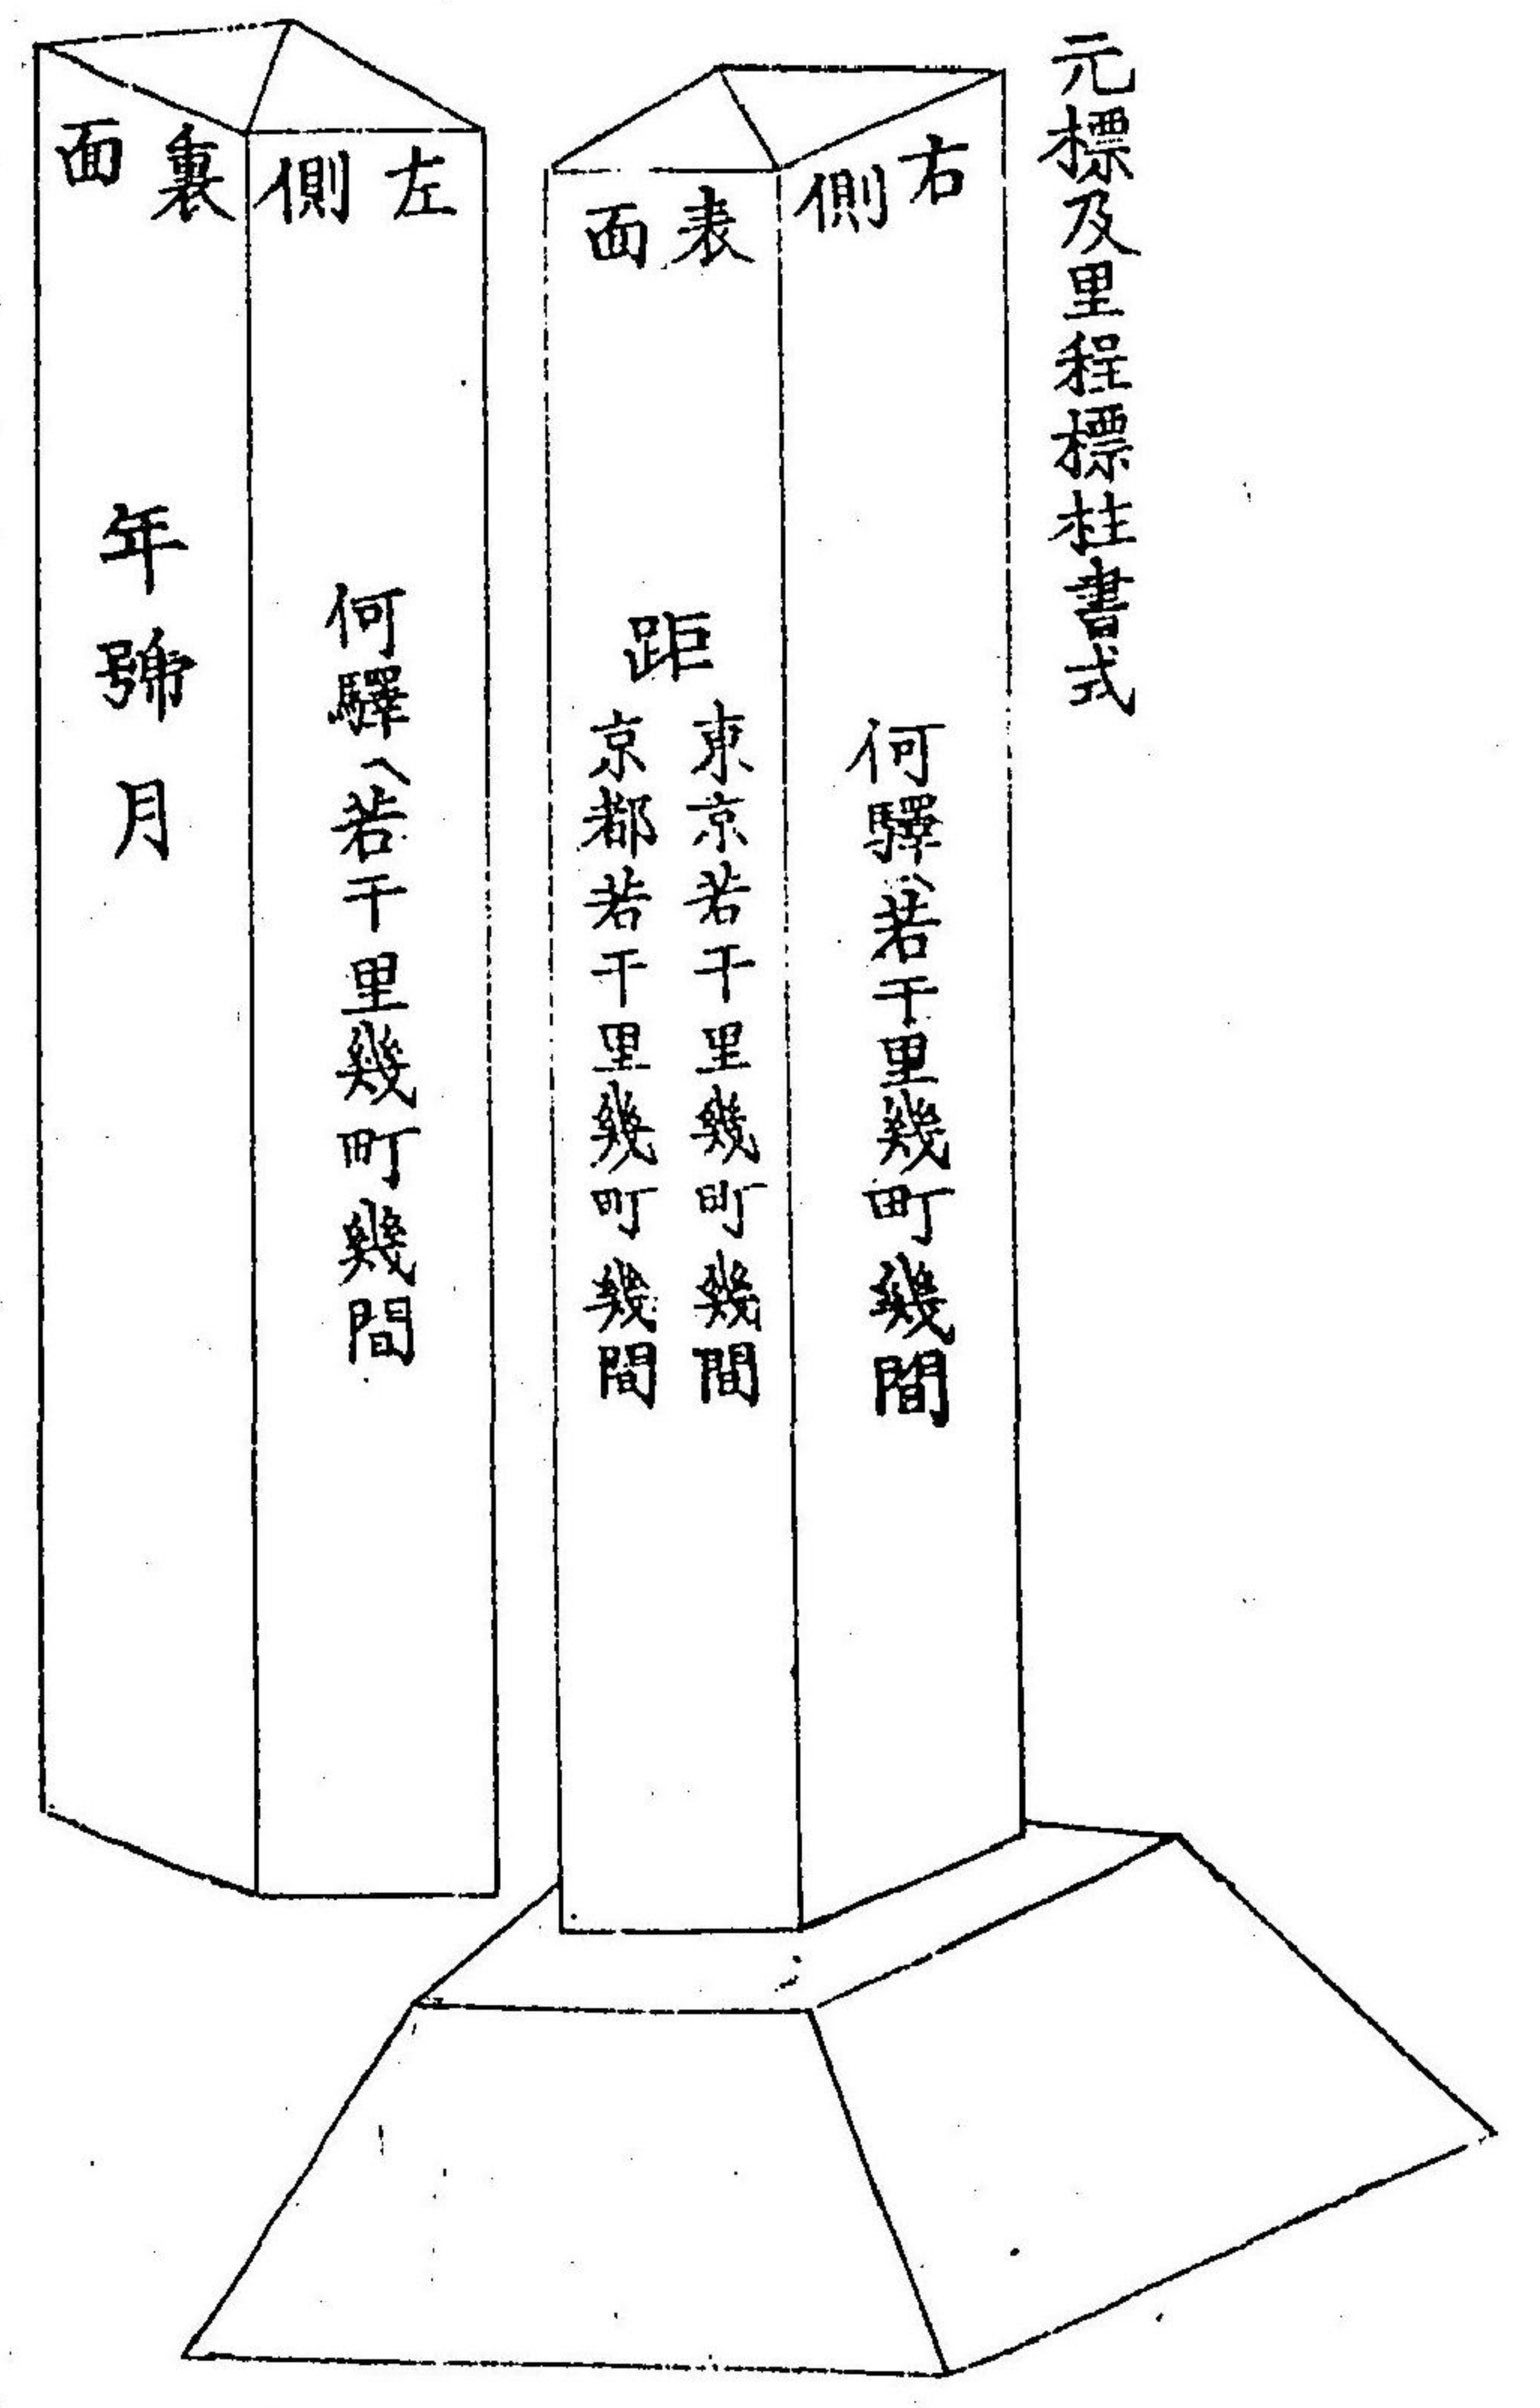 元標及里程標柱書式
右側
何驛へ若干里幾町幾間
表面
距
東京若干里幾町幾間
京都若干里幾町幾間
左側
何驛へ若干里幾町幾間
裏面
年號月